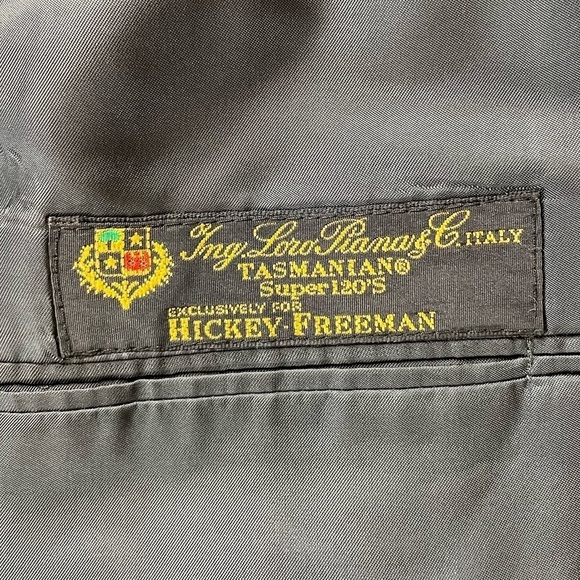 Ing. Loro Piana & C. ITALY
TASMANIAN®
Super120'S
EXCLUSIVELY FOR
HICKEY-FREEMAN